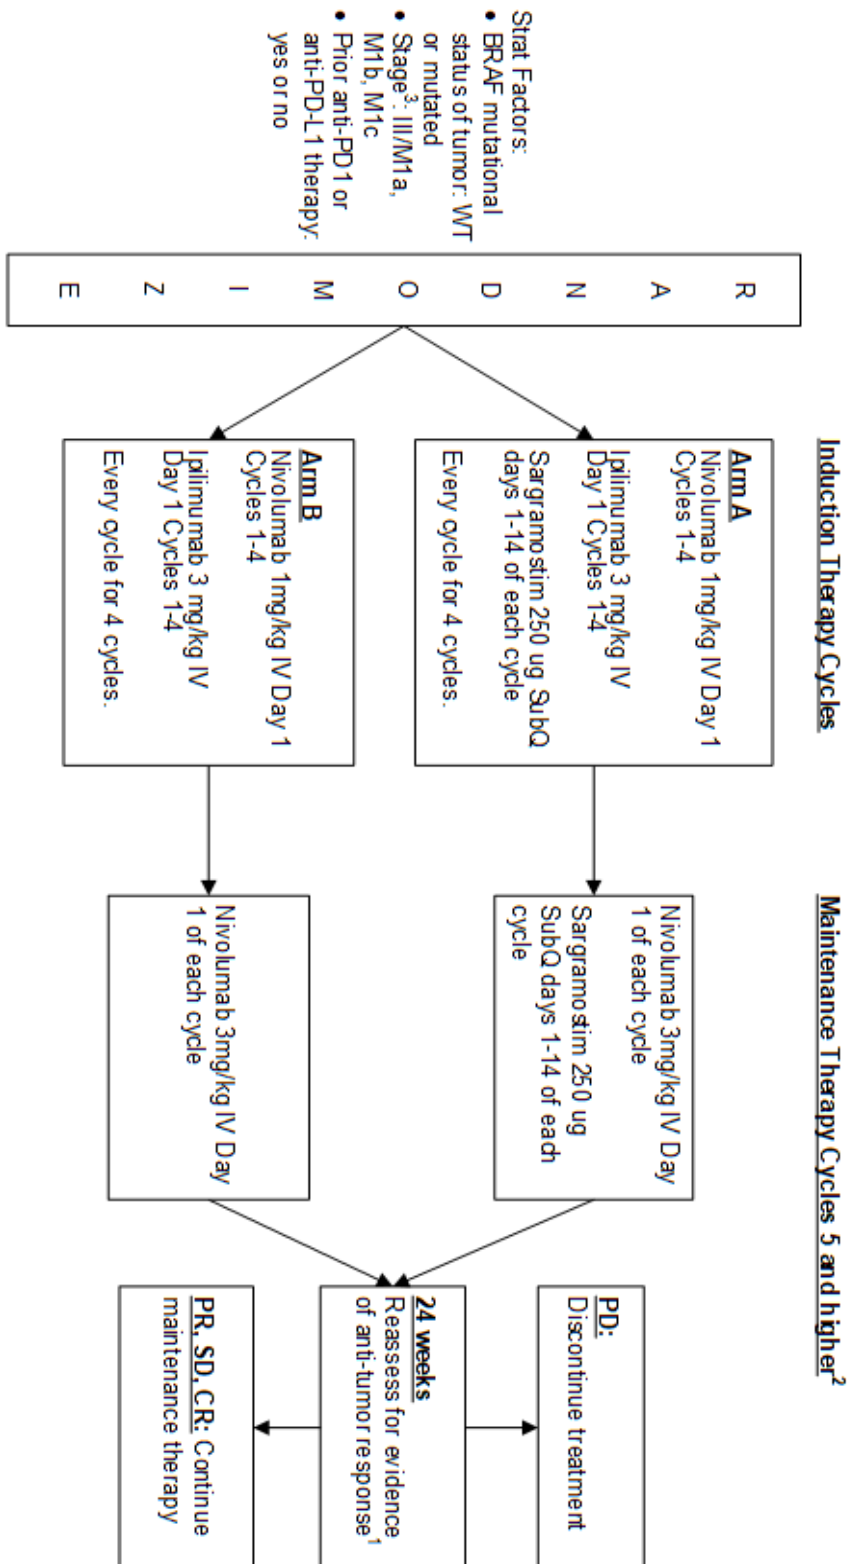 Strat Factors:
• BRAF mutational
status of tumor: WT
or mutated
• Stage³: III/M1a,
M1b, M1c
• Prior anti-PD1 or
anti-PD-L1 therapy:
yes or no
R A N D O M I Z E
Induction Therapy Cycles
Arm A
Nivolumab 1mg/kg IV Day 1
Cycles 1-4
Ipilimumab 3 mg/kg IV
Day 1 Cycles 1-4
Sargramostim 250 ug SubQ
days 1-14 of each cycle
Every cycle for 4 cycles.
Arm B
Nivolumab 1mg/kg IV Day 1
Cycles 1-4
Ipilimumab 3 mg/kg IV
Day 1 Cycles 1-4
Every cycle for 4 cycles.
Maintenance Therapy Cycles 5 and higher²
Nivolumab 3mg/kg IV Day
1 of each cycle
Sargramostim 250 ug
SubQ days 1-14 of each
cycle
Nivolumab 3mg/kg IV Day
1 of each cycle
PD:
Discontinue treatment
24 weeks
Reassess for evidence
of anti-tumor response¹
PR, SD, CR: Continue
maintenance therapy